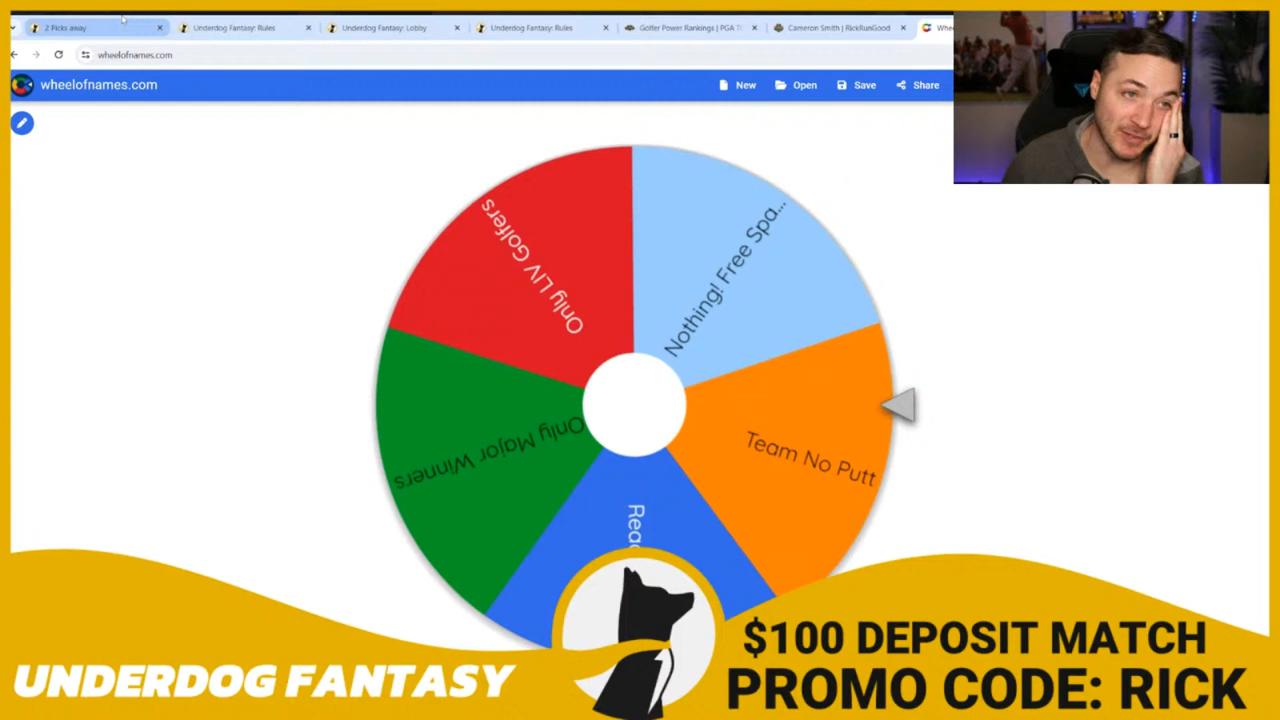 2 Picks away
Underdog Fantasy: Rules
Underdog Fantasy: Lobby
Underdog Fantasy: Rules
Golfer Power Rankings | PGA
Cameron Smith | RickRunGood
wheelofnames.com
wheelofnames.com
New
Open
Save
Share
Only LIV Golfers
Nothing! Free Spa...
Only Major Winners
Team No Putt
UNDERDOG FANTASY
$100 DEPOSIT MATCH
PROMO CODE: RICK